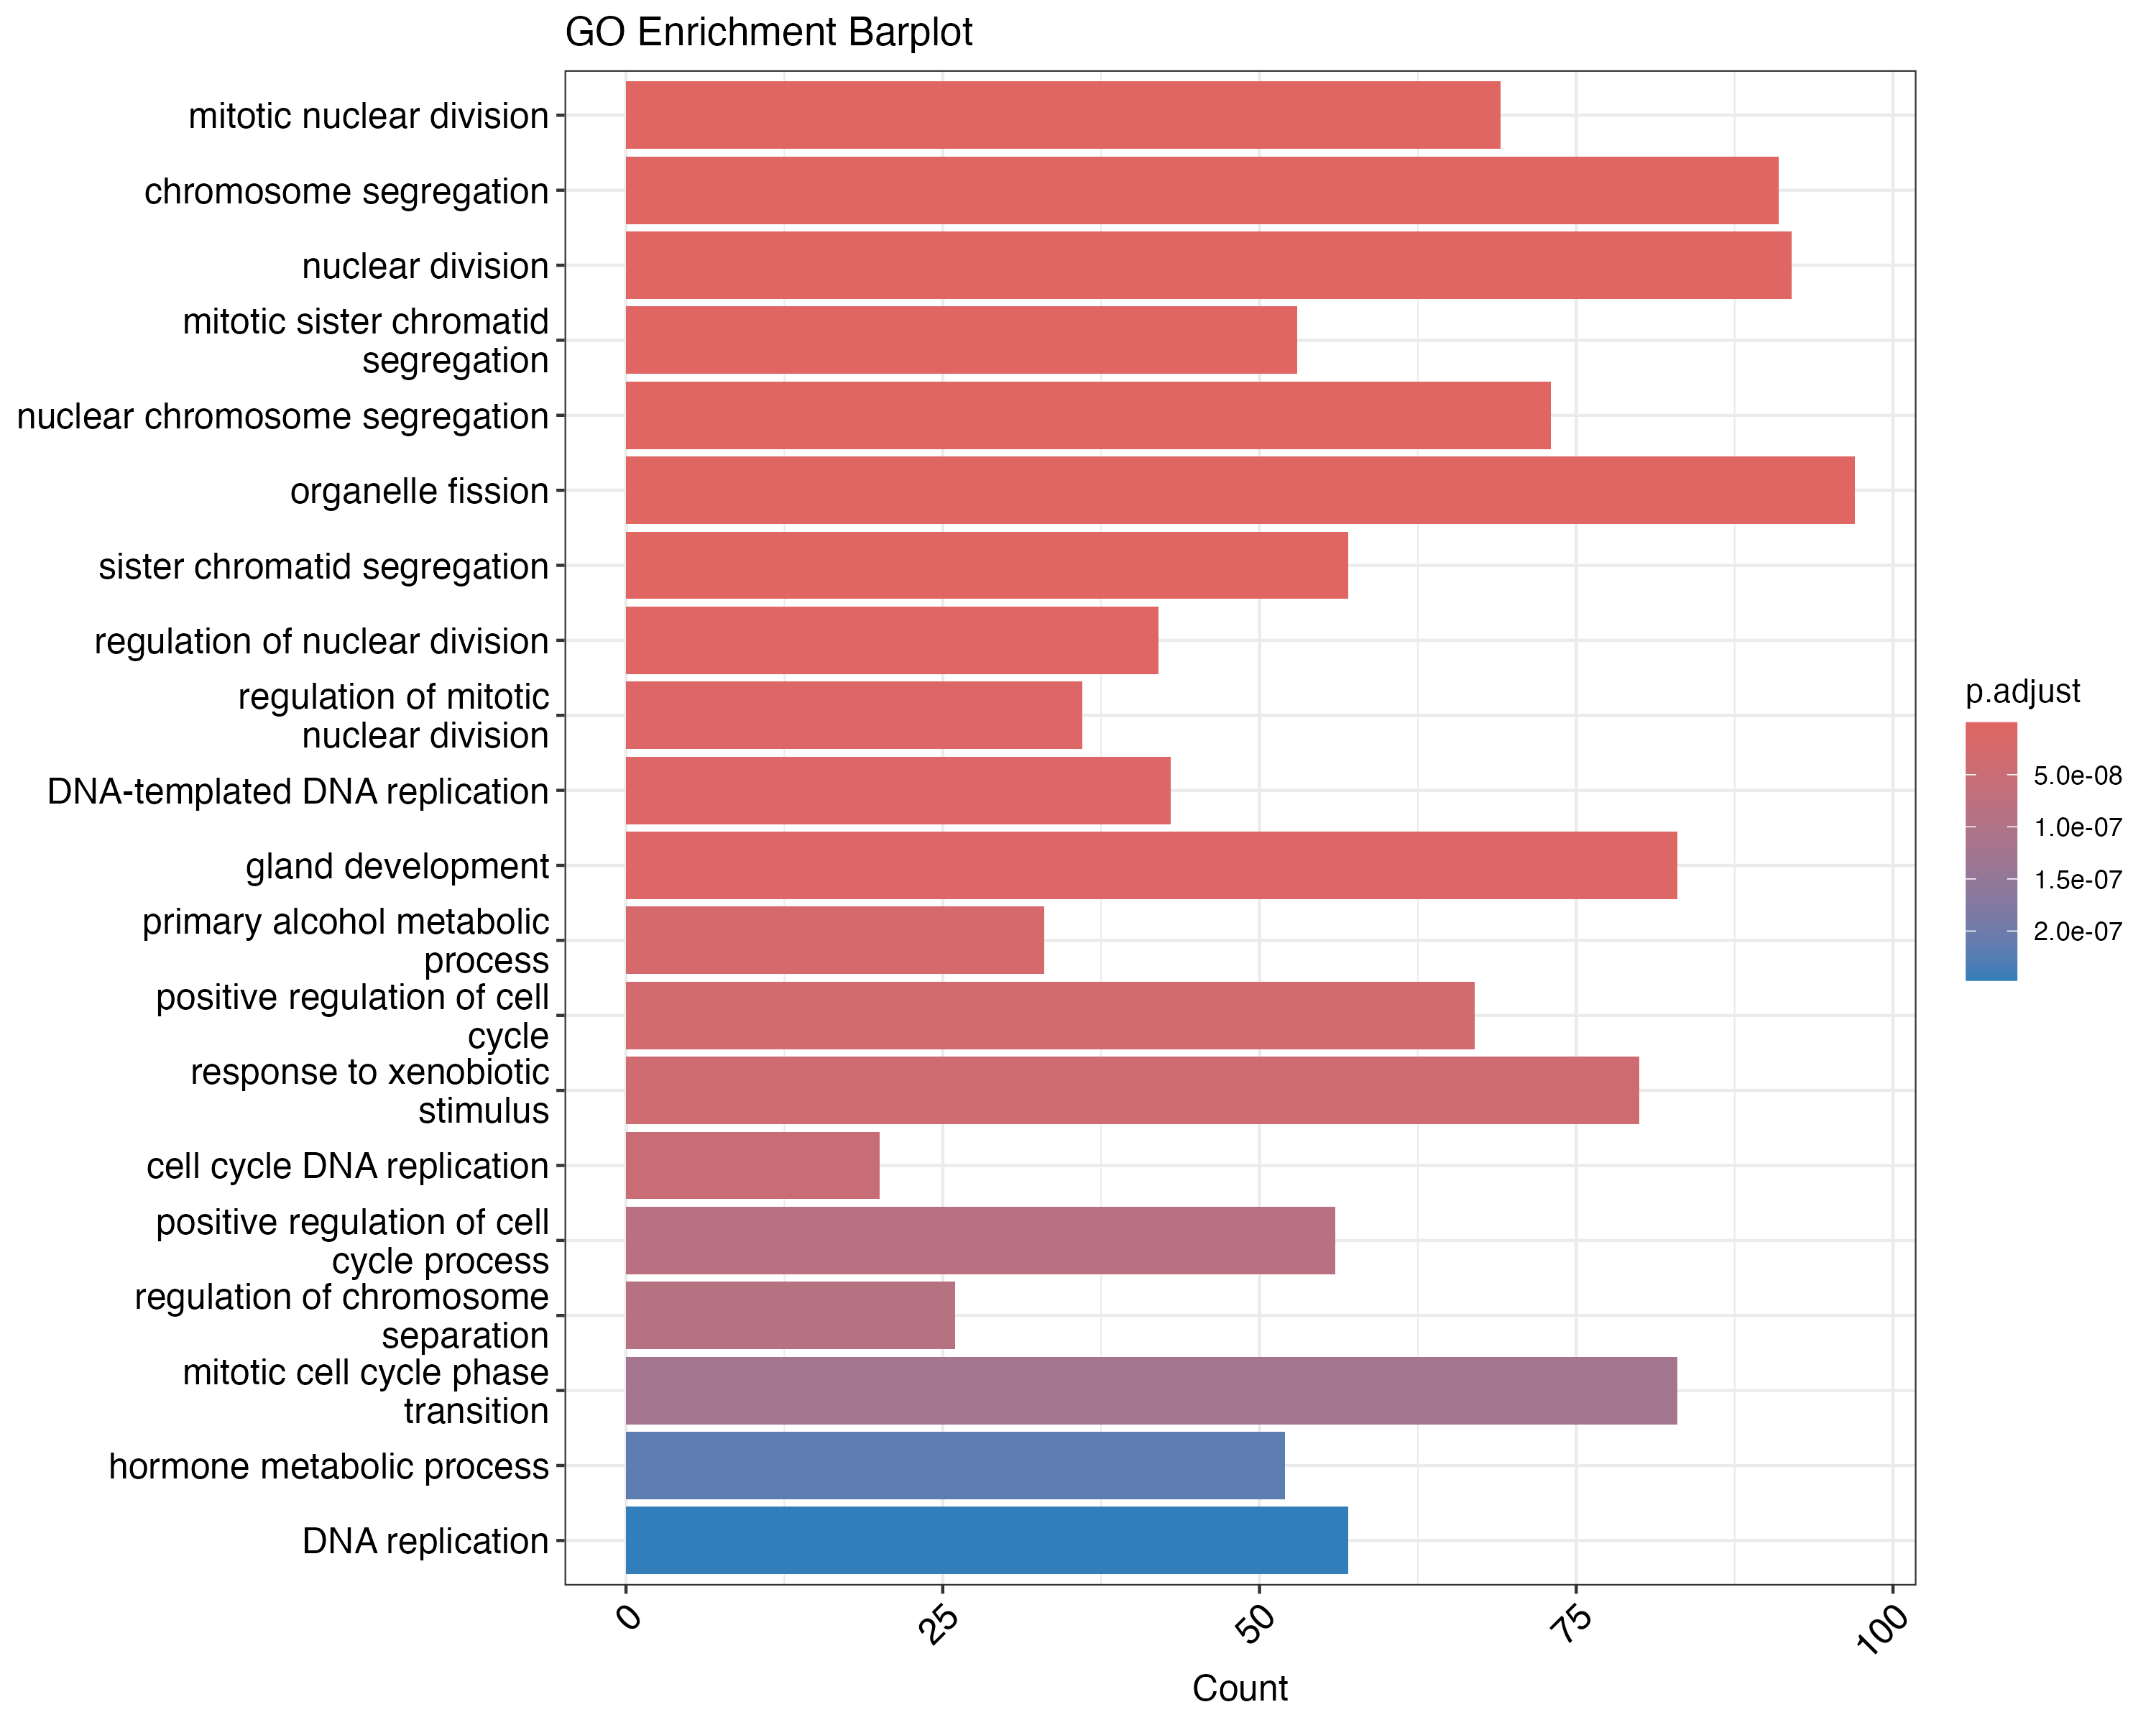 GO Enrichment Barplot
mitotic nuclear division
chromosome segregation
nuclear division
mitotic sister chromatid
segregation
nuclear chromosome segregation
organelle fission
sister chromatid segregation
regulation of nuclear division
regulation of mitotic
nuclear division
DNA-templated DNA replication
gland development
primary alcohol metabolic
process
positive regulation of cell
cycle
response to xenobiotic
stimulus
cell cycle DNA replication
positive regulation of cell
cycle process
regulation of chromosome
separation
mitotic cell cycle phase
transition
hormone metabolic process
DNA replication
0
25
50
75
100
Count
p.adjust
5.0e-08
1.0e-07
1.5e-07
2.0e-07